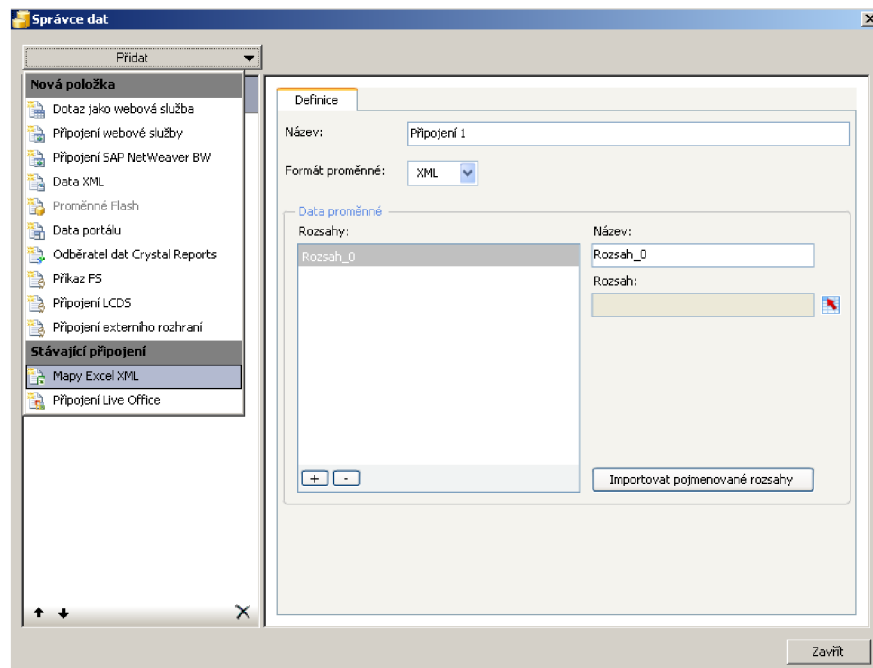 Správce dat
Přidat
Nová položka
Dotaz jako webová služba
Připojení webové služby
Připojení SAP NetWeaver BW
Data XML
Proměnné Flash
Data portálu
Odběratel dat Crystal Reports
Příkaz FS
Připojení LCDS
Připojení externího rozhraní
Stávající připojení
Mapy Excel XML
Připojení Live Office
Definice
Název: Připojení 1
Formát proměnné: XML
Data proměnné
Rozsahy:
Rozsah_0
Název:
Rozsah_0
Rozsah:
+ -
Importovat pojmenované rozsahy
Zavřít